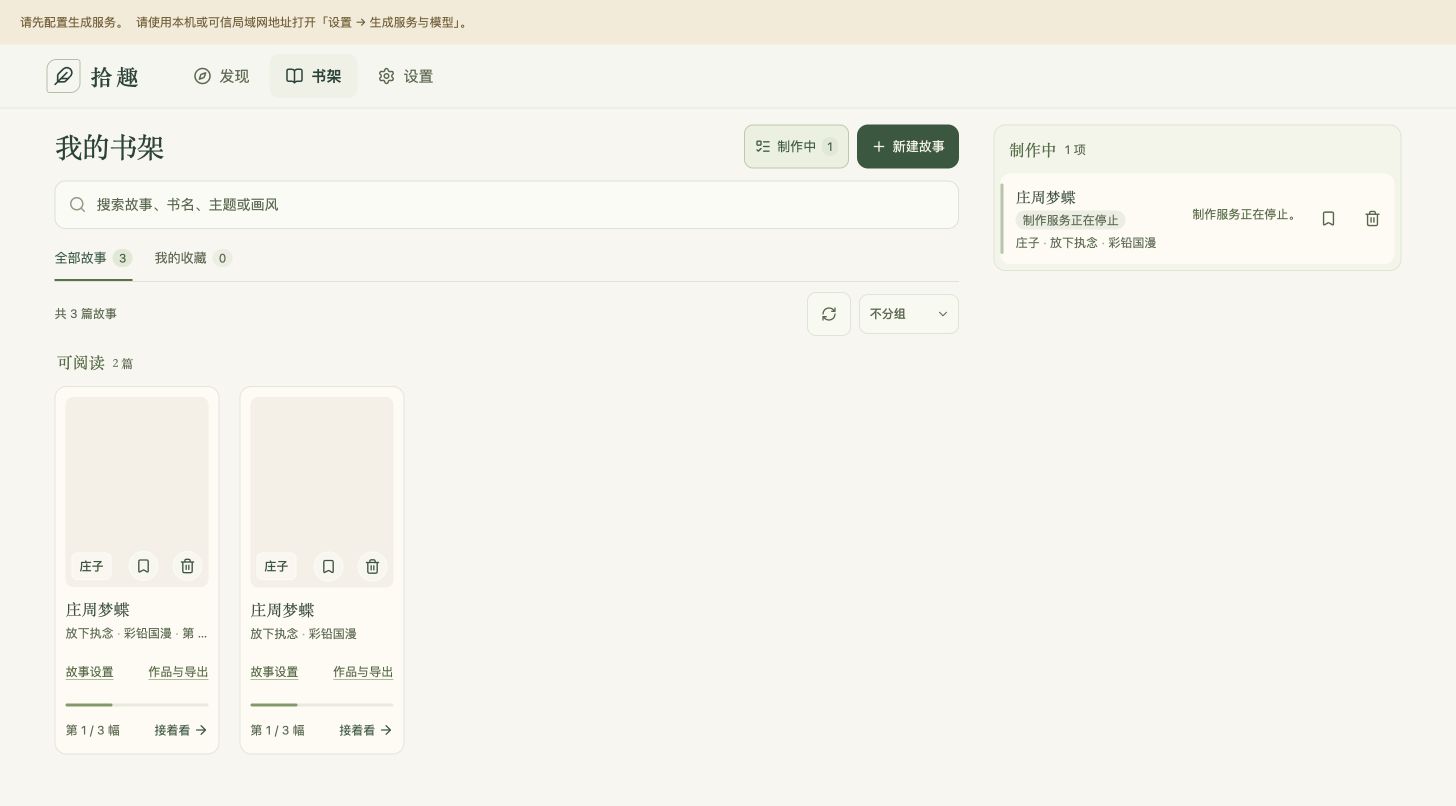 请先配置生成服务。 请使用本机或可信局域网地址打开「设置 → 生成服务与模型」。
拾趣
发现
书架
设置
我的书架
制作中 1
+ 新建故事
搜索故事、书名、主题或画风
全部故事 3
我的收藏 0
共 3 篇故事
不分组
可阅读 2 篇
庄子
庄周梦蝶
放下执念 · 彩铅国漫 · 第 ...
故事设置
作品与导出
第 1 / 3 幅
接着看 →
庄子
庄周梦蝶
放下执念 · 彩铅国漫
故事设置
作品与导出
第 1 / 3 幅
接着看 →
制作中 1 项
庄周梦蝶
制作服务正在停止
庄子 · 放下执念 · 彩铅国漫
制作服务正在停止。